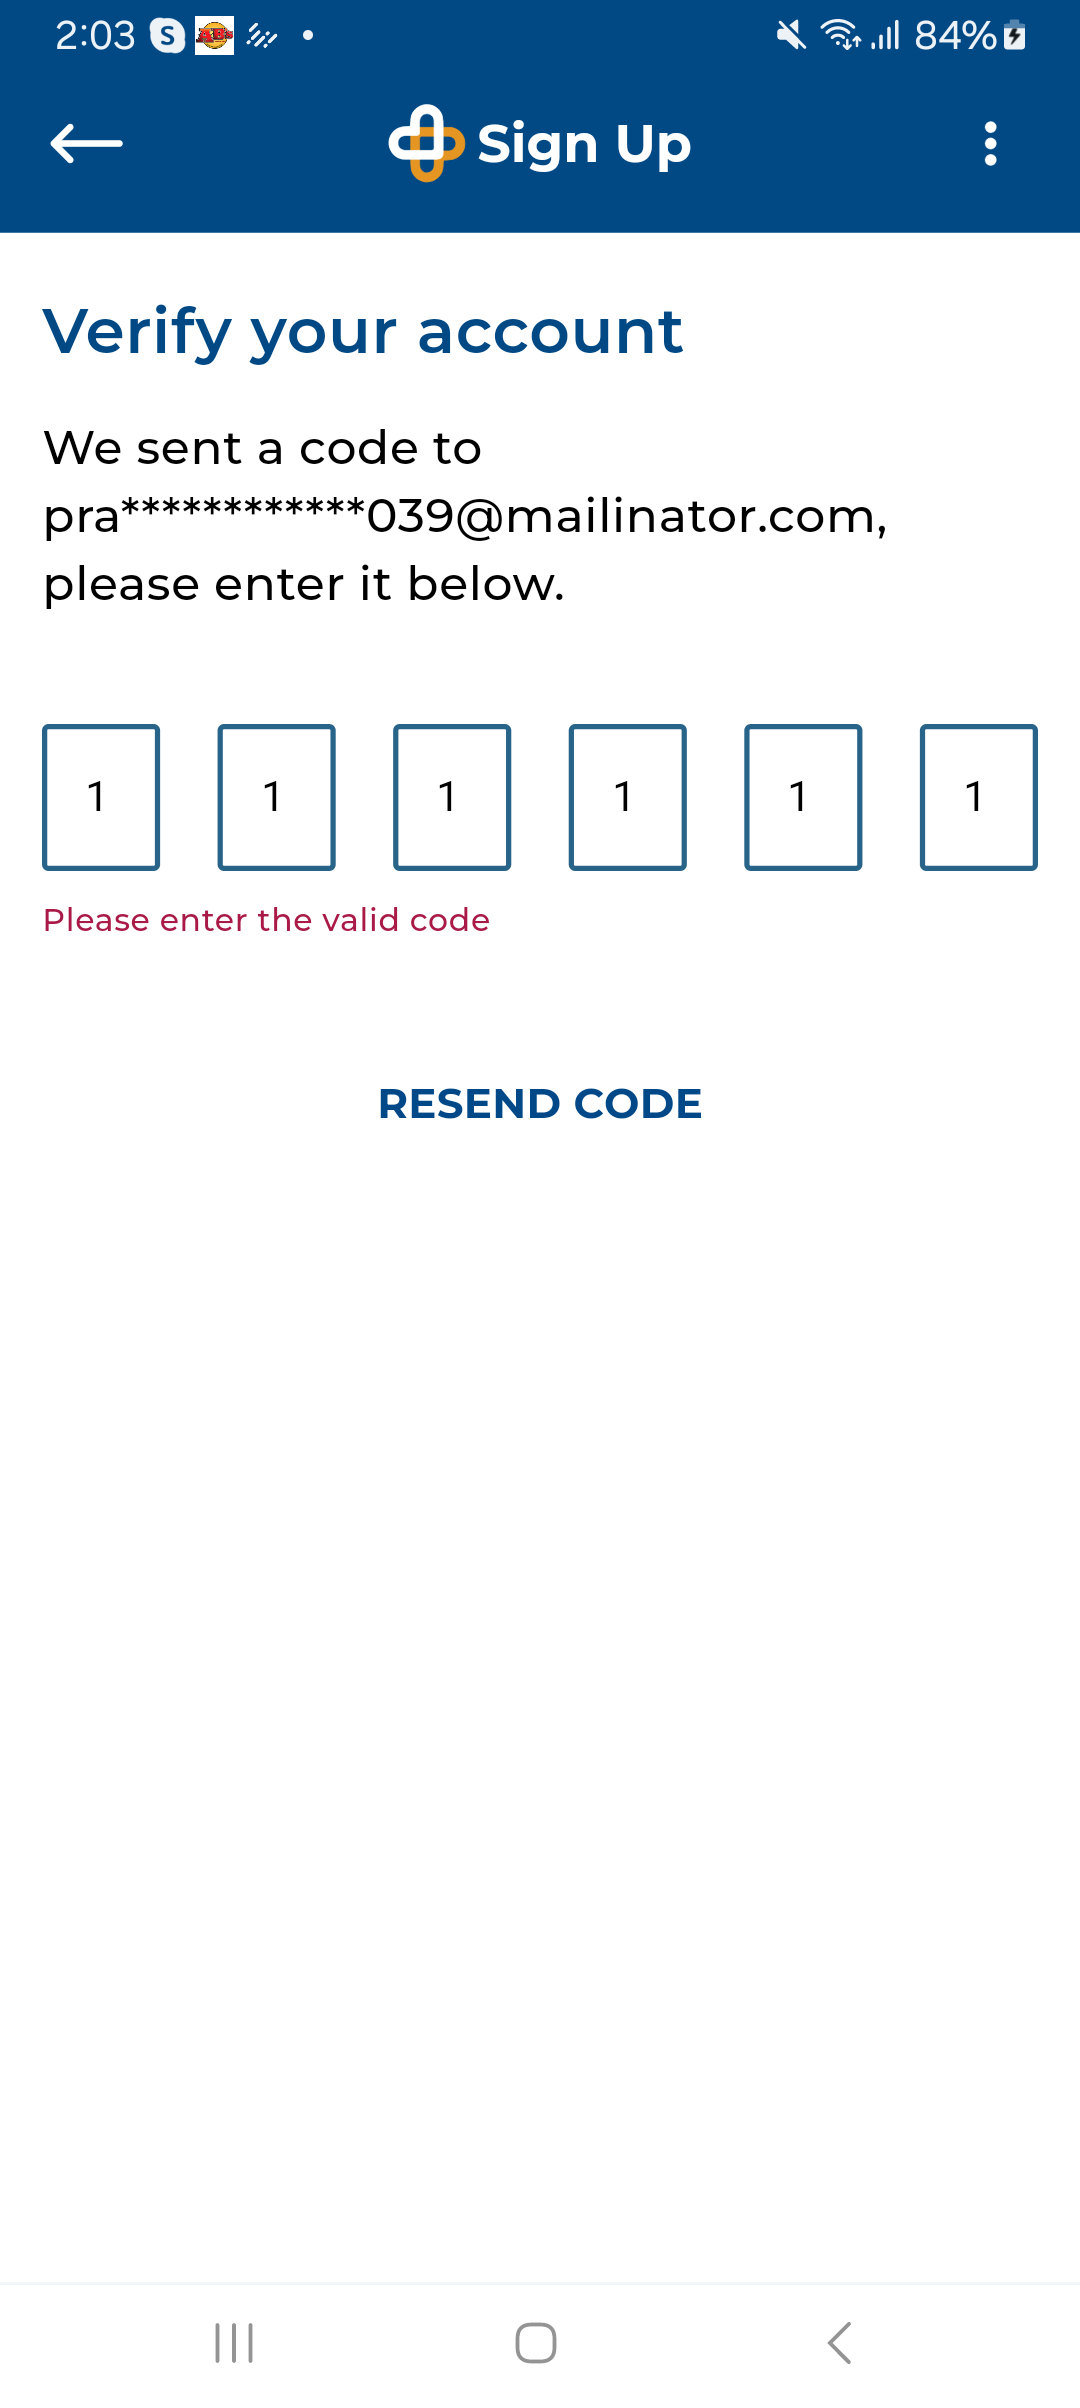 2:03 S ABs 84%
Sign Up
Verify your account
We sent a code to
pra************039@mailinator.com,
please enter it below.
1 1 1 1 1 1
Please enter the valid code
RESEND CODE